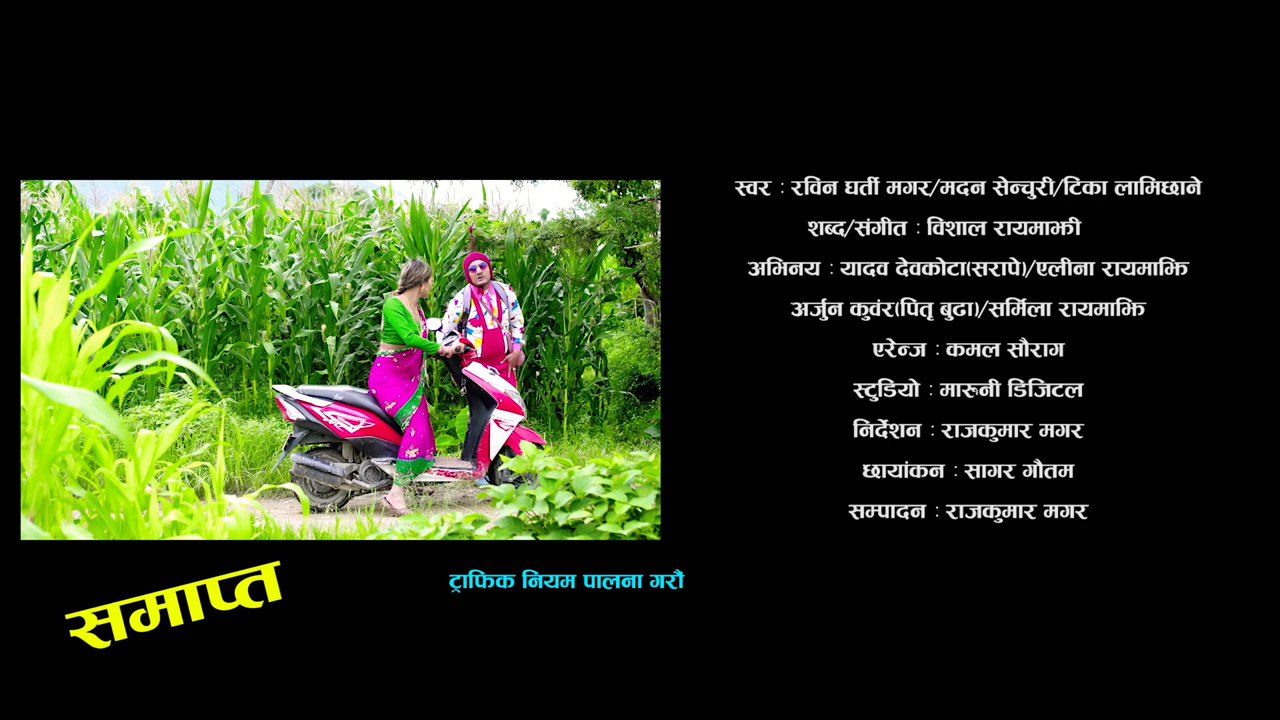 स्वर : रविन घर्ती मगर/मदन सेन्चुरी/टिका लामिछाने
शब्द/संगीत : विशाल रायमाझी
अभिनय : यादव देवकोटा(सरापे)/एलीना रायमाझि
अर्जुन कुवंर(पितृ बुढा)/सर्मिला रायमाझि
एरेन्ज : कमल सौराग
स्टुडियो : मारुनी डिजिटल
निर्देशन : राजकुमार मगर
छायांकन : सागर गौतम
सम्पादन : राजकुमार मगर
ट्राफिक नियम पालना गरौं
समाप्त